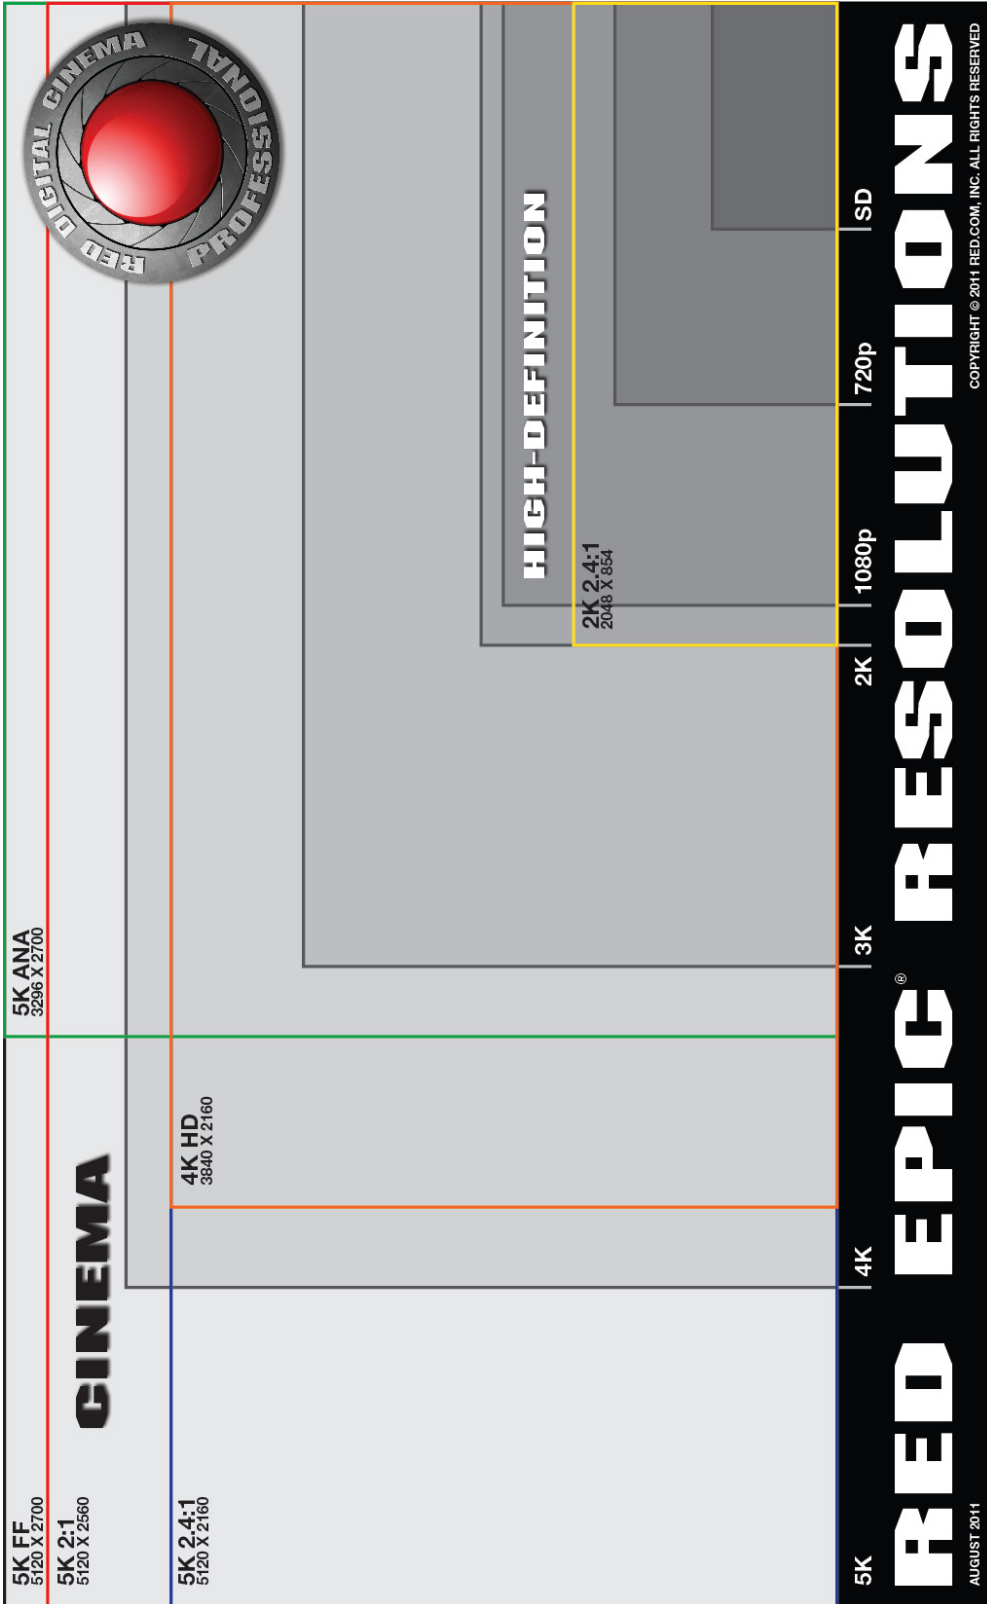 5K FF
5120 X 2700
5K 2:1
5120 X 2560
5K ANA
3296 X 2700
RED DIGITAL CINEMA
PROFESSIONAL
CINEMA
5K 2.4:1
5120 X 2160
4K HD
3840 X 2160
HIGH-DEFINITION
2K 2.4:1
2048 X 854
5K
4K
3K
2K
1080p
720p
SD
RED EPIC® RESOLUTIONS
AUGUST 2011
COPYRIGHT © 2011 RED.COM, INC. ALL RIGHTS RESERVED